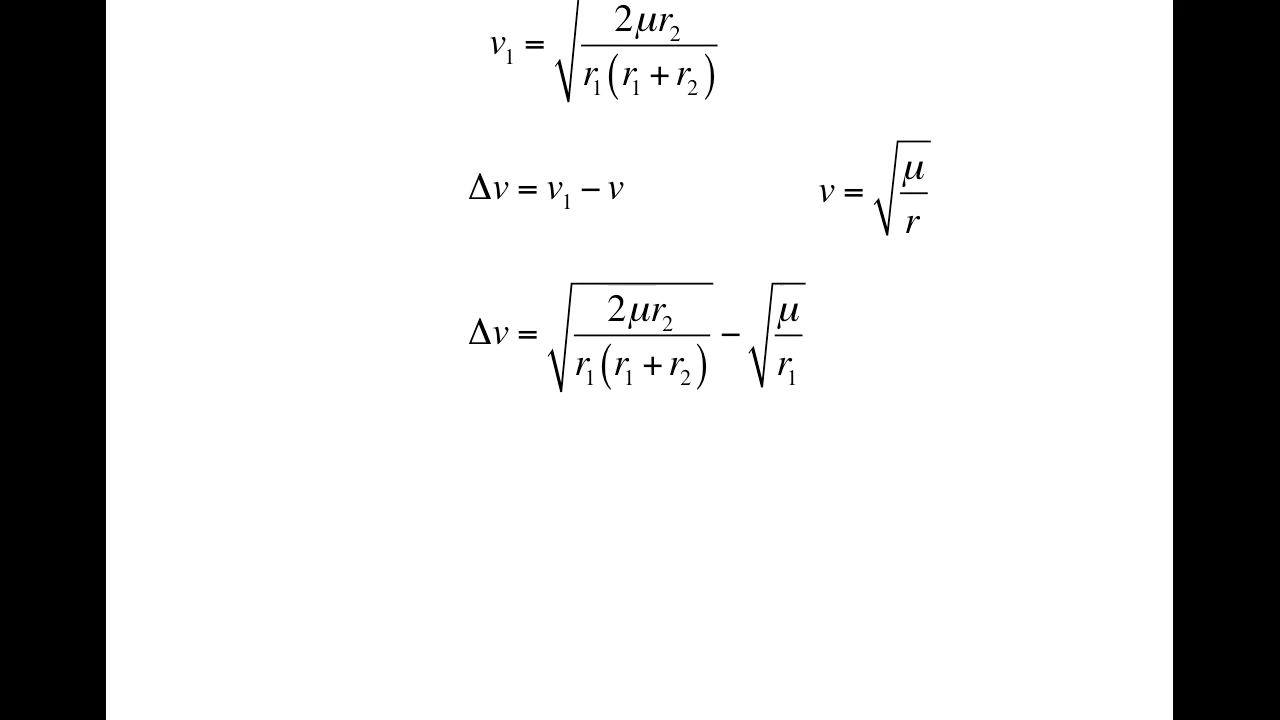 v₁ = √(2μr₂ / r₁(r₁ + r₂))
Δv = v₁ − v    v = √(μ / r)
Δv = √(2μr₂ / r₁(r₁ + r₂)) − √(μ / r₁)